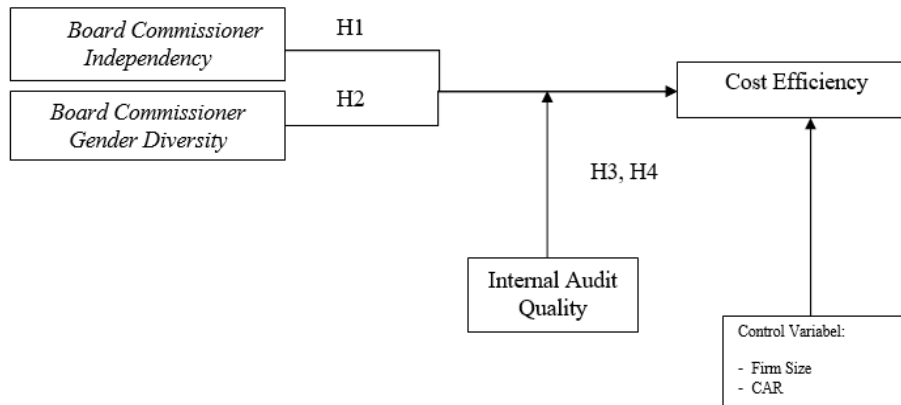 Board Commissioner
Independency
H1
Board Commissioner
Gender Diversity
H2
Cost Efficiency
H3, H4
Internal Audit
Quality
Control Variabel:
- Firm Size
- CAR